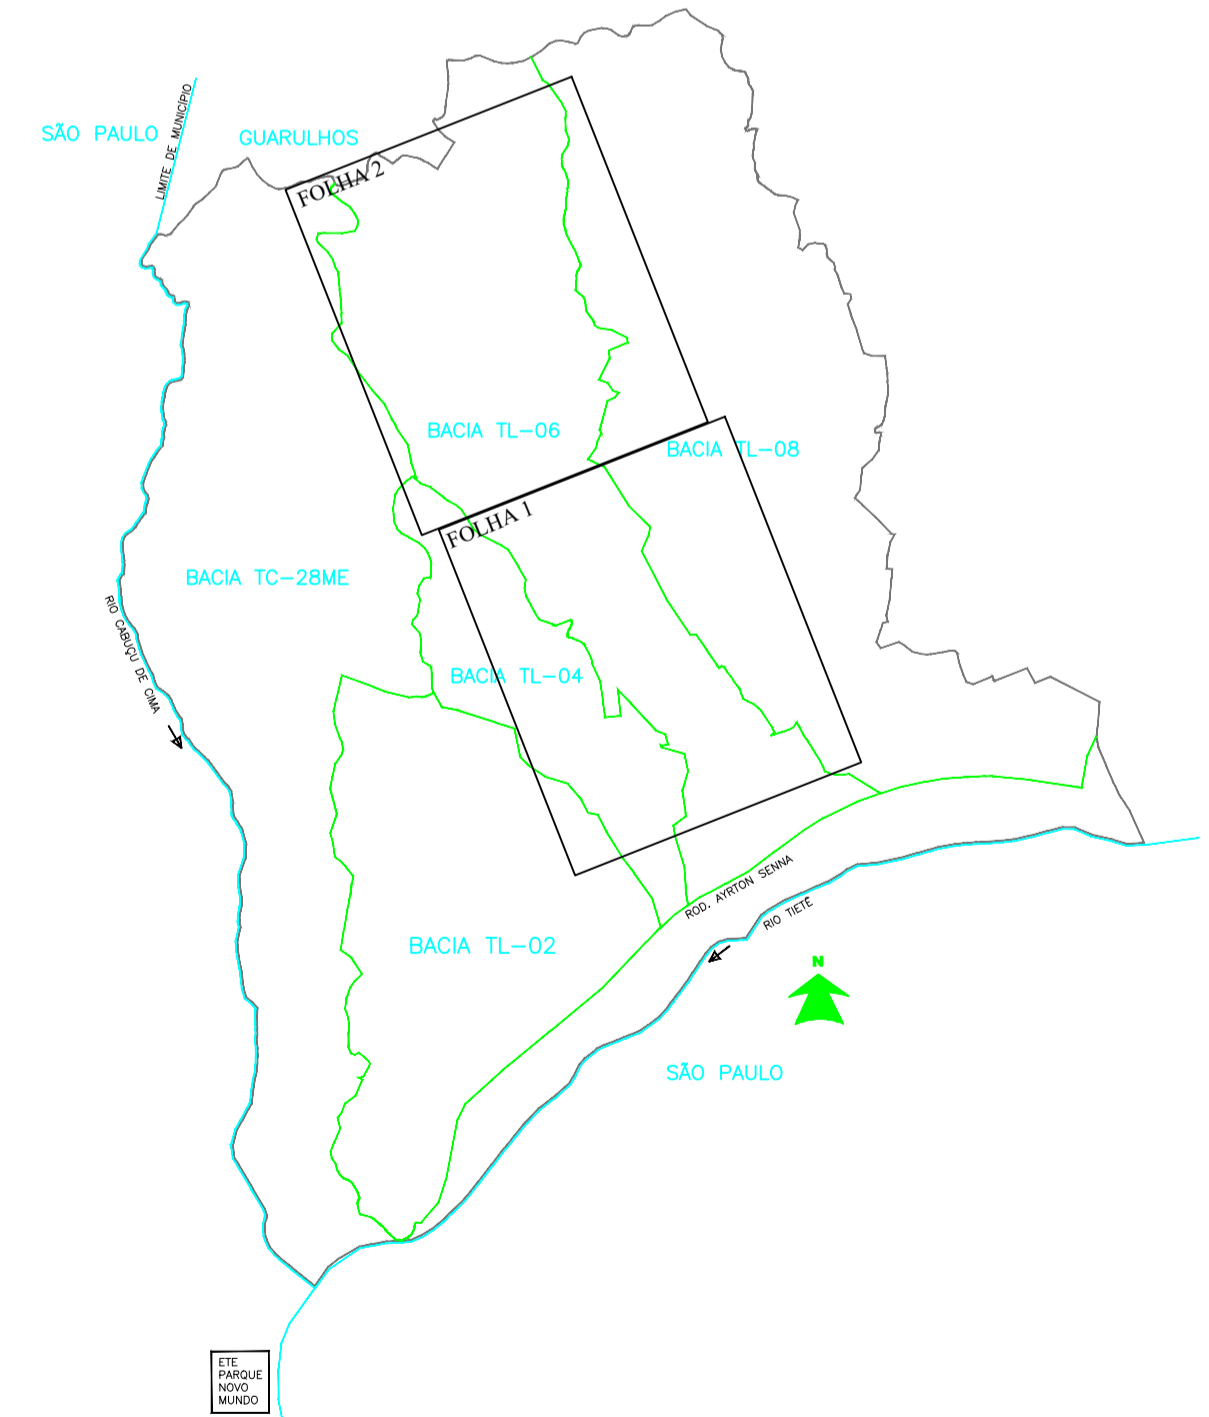 SÃO PAULO
LIMITE DE MUNICÍPIO
GUARULHOS
FOLHA 2
BACIA TL-06
BACIA TL-08
FOLHA 1
BACIA TC-28ME
RIO CABUÇU DE CIMA
BACIA TL-04
ROD. AYRTON SENNA
RIO TIETÊ
BACIA TL-02
N
SÃO PAULO
ETE
PARQUE
NOVO
MUNDO